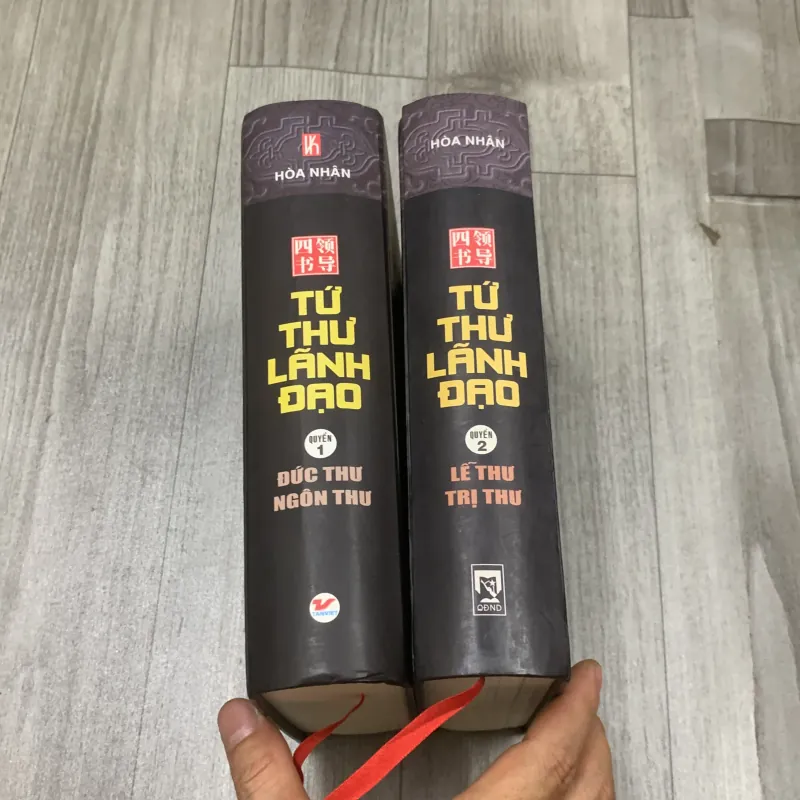 HÒA NHÂN
四领
书导
TỨ
THƯ
LÃNH
ĐẠO
QUYỂN
1
ĐỨC THƯ
NGÔN THƯ
HÒA NHÂN
四领
书导
TỨ
THƯ
LÃNH
ĐẠO
QUYỂN
2
LỄ THƯ
TRỊ THƯ
QĐND